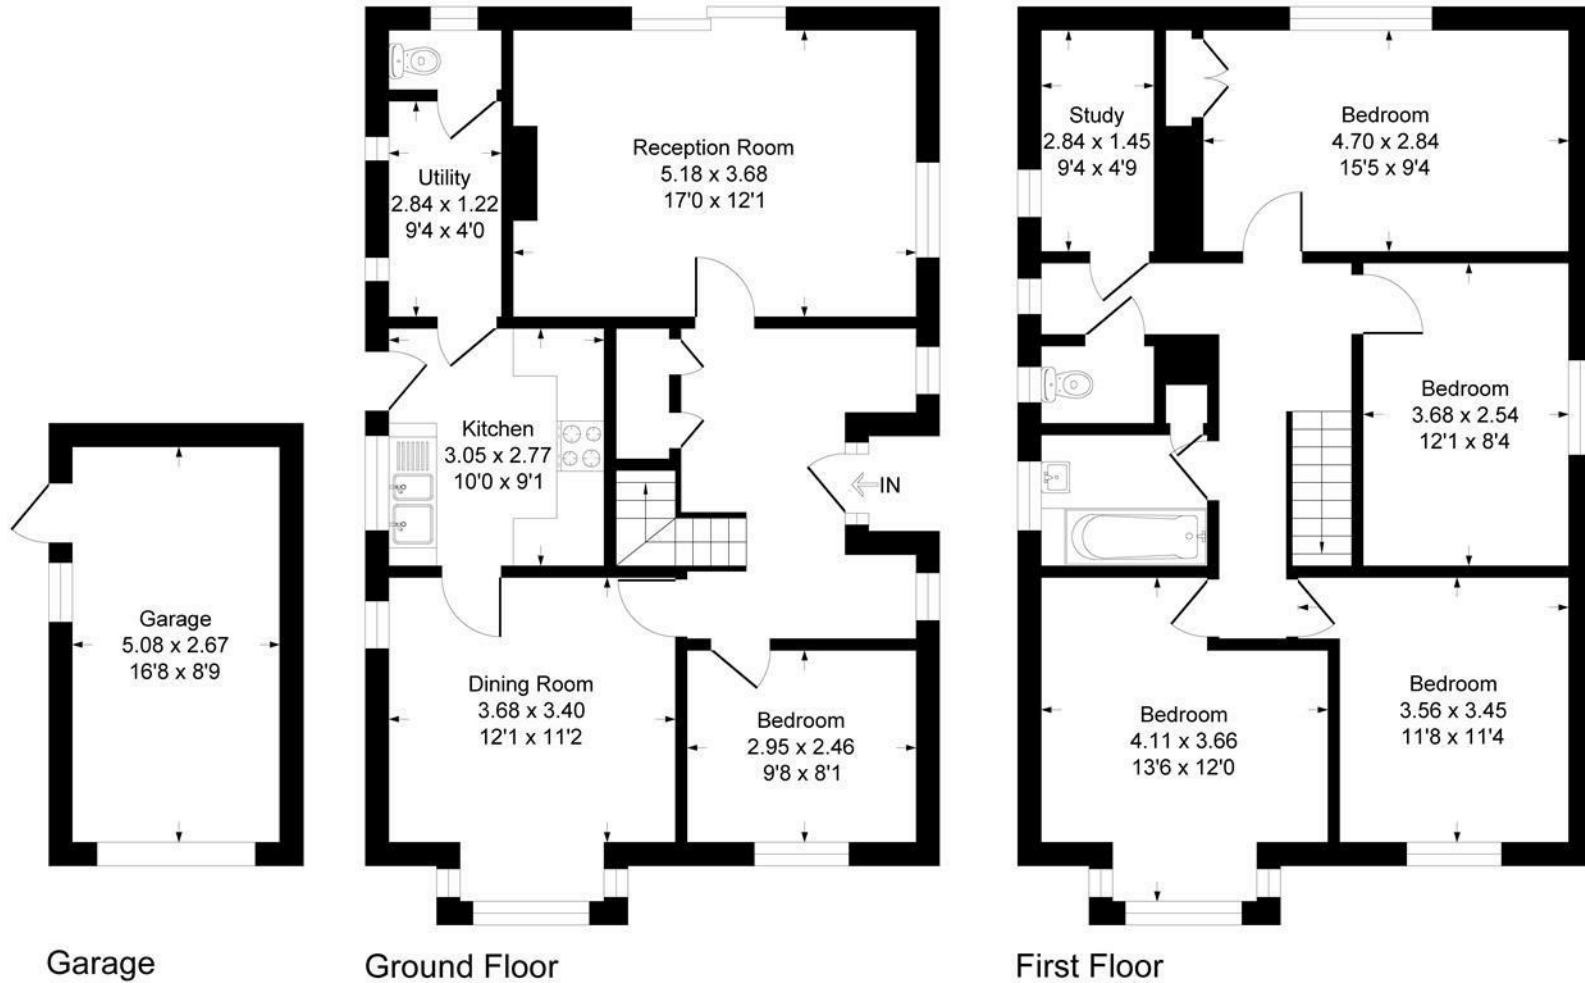 Garage
5.08 x 2.67
16'8 x 8'9
Garage
Utility
2.84 x 1.22
9'4 x 4'0
Reception Room
5.18 x 3.68
17'0 x 12'1
Kitchen
3.05 x 2.77
10'0 x 9'1
IN
Dining Room
3.68 x 3.40
12'1 x 11'2
Bedroom
2.95 x 2.46
9'8 x 8'1
Ground Floor
Study
2.84 x 1.45
9'4 x 4'9
Bedroom
4.70 x 2.84
15'5 x 9'4
Bedroom
3.68 x 2.54
12'1 x 8'4
Bedroom
4.11 x 3.66
13'6 x 12'0
Bedroom
3.56 x 3.45
11'8 x 11'4
First Floor